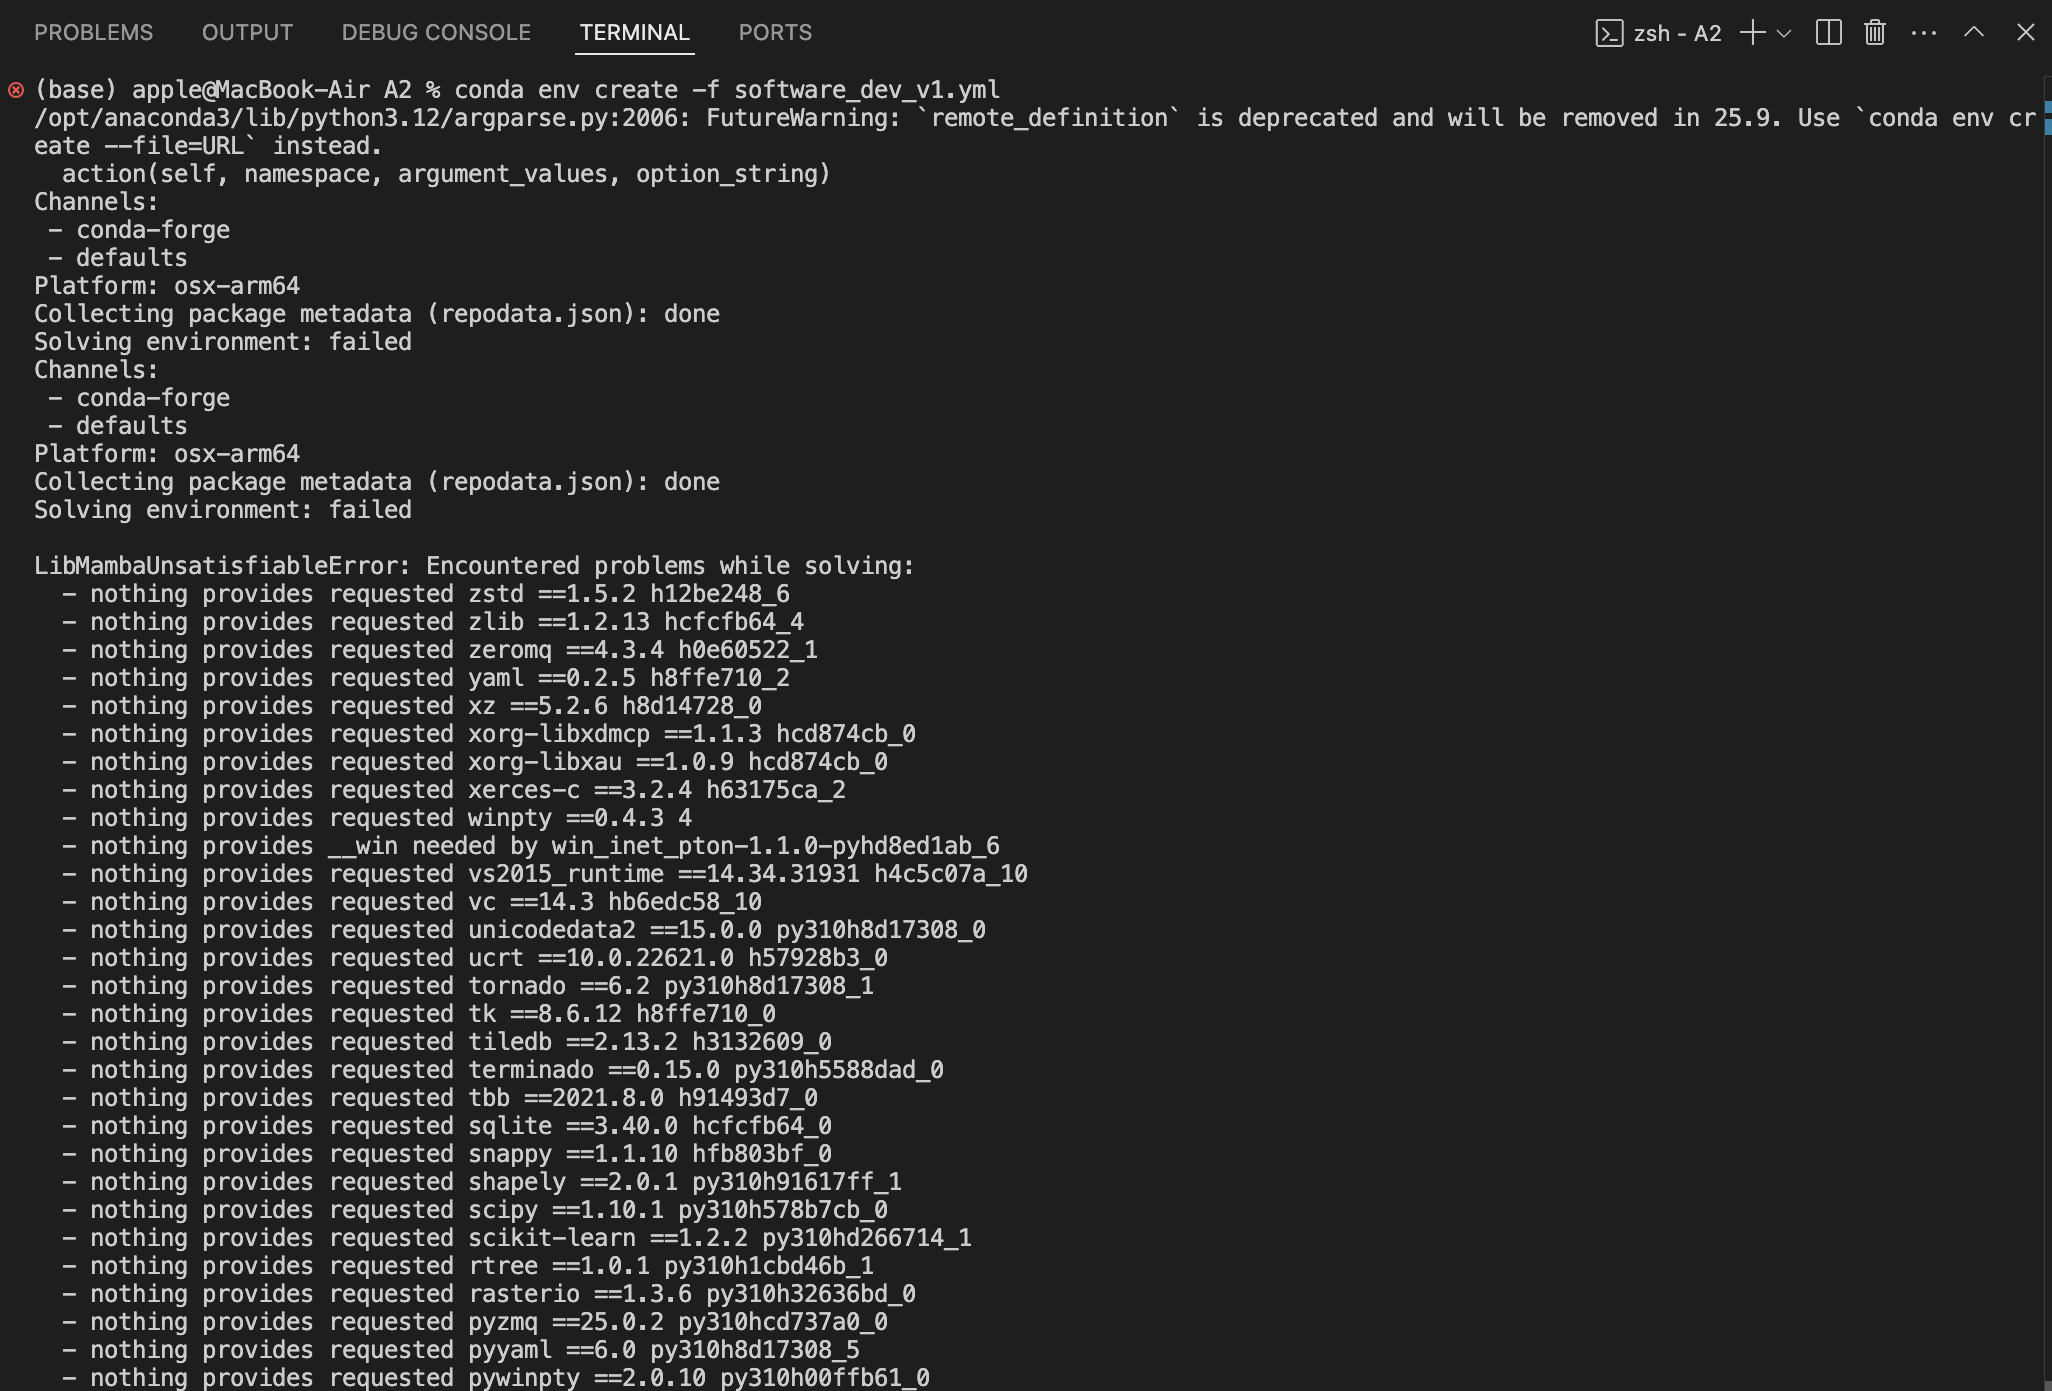 PROBLEMS OUTPUT DEBUG CONSOLE TERMINAL PORTS zsh - A2
(base) apple@MacBook-Air A2 % conda env create -f software_dev_v1.yml
/opt/anaconda3/lib/python3.12/argparse.py:2006: FutureWarning: `remote_definition` is deprecated and will be removed in 25.9. Use `conda env cr
eate --file=URL` instead.
  action(self, namespace, argument_values, option_string)
Channels:
 - conda-forge
 - defaults
Platform: osx-arm64
Collecting package metadata (repodata.json): done
Solving environment: failed
Channels:
 - conda-forge
 - defaults
Platform: osx-arm64
Collecting package metadata (repodata.json): done
Solving environment: failed

LibMambaUnsatisfiableError: Encountered problems while solving:
  - nothing provides requested zstd ==1.5.2 h12be248_6
  - nothing provides requested zlib ==1.2.13 hcfcfb64_4
  - nothing provides requested zeromq ==4.3.4 h0e60522_1
  - nothing provides requested yaml ==0.2.5 h8ffe710_2
  - nothing provides requested xz ==5.2.6 h8d14728_0
  - nothing provides requested xorg-libxdmcp ==1.1.3 hcd874cb_0
  - nothing provides requested xorg-libxau ==1.0.9 hcd874cb_0
  - nothing provides requested xerces-c ==3.2.4 h63175ca_2
  - nothing provides requested winpty ==0.4.3 4
  - nothing provides __win needed by win_inet_pton-1.1.0-pyhd8ed1ab_6
  - nothing provides requested vs2015_runtime ==14.34.31931 h4c5c07a_10
  - nothing provides requested vc ==14.3 hb6edc58_10
  - nothing provides requested unicodedata2 ==15.0.0 py310h8d17308_0
  - nothing provides requested ucrt ==10.0.22621.0 h57928b3_0
  - nothing provides requested tornado ==6.2 py310h8d17308_1
  - nothing provides requested tk ==8.6.12 h8ffe710_0
  - nothing provides requested tiledb ==2.13.2 h3132609_0
  - nothing provides requested terminado ==0.15.0 py310h5588dad_0
  - nothing provides requested tbb ==2021.8.0 h91493d7_0
  - nothing provides requested sqlite ==3.40.0 hcfcfb64_0
  - nothing provides requested snappy ==1.1.10 hfb803bf_0
  - nothing provides requested shapely ==2.0.1 py310h91617ff_1
  - nothing provides requested scipy ==1.10.1 py310h578b7cb_0
  - nothing provides requested scikit-learn ==1.2.2 py310hd266714_1
  - nothing provides requested rtree ==1.0.1 py310h1cbd46b_1
  - nothing provides requested rasterio ==1.3.6 py310h32636bd_0
  - nothing provides requested pyzmq ==25.0.2 py310hcd737a0_0
  - nothing provides requested pyyaml ==6.0 py310h8d17308_5
  - nothing provides requested pywinpty ==2.0.10 py310h00ffb61_0